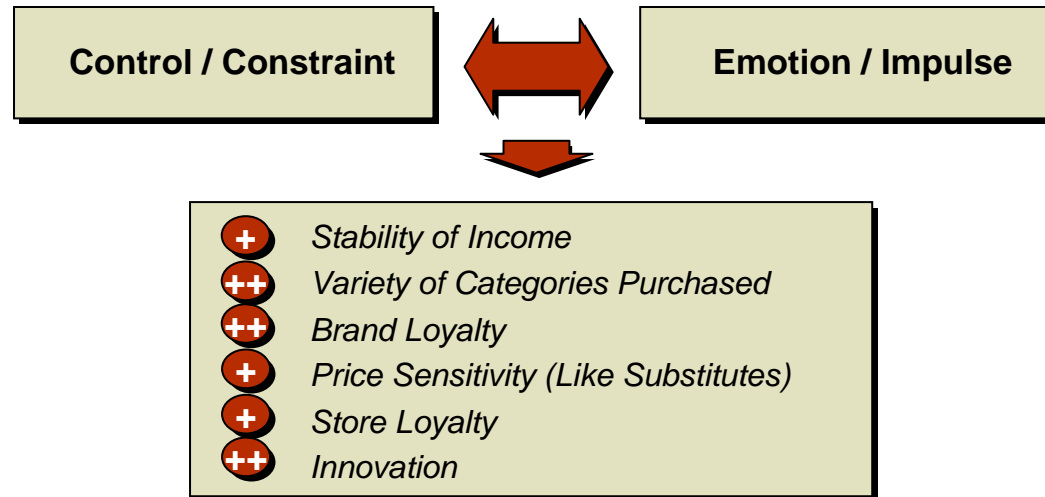 Control / Constraint
Emotion / Impulse
+ Stability of Income
++ Variety of Categories Purchased
++ Brand Loyalty
+ Price Sensitivity (Like Substitutes)
+ Store Loyalty
++ Innovation